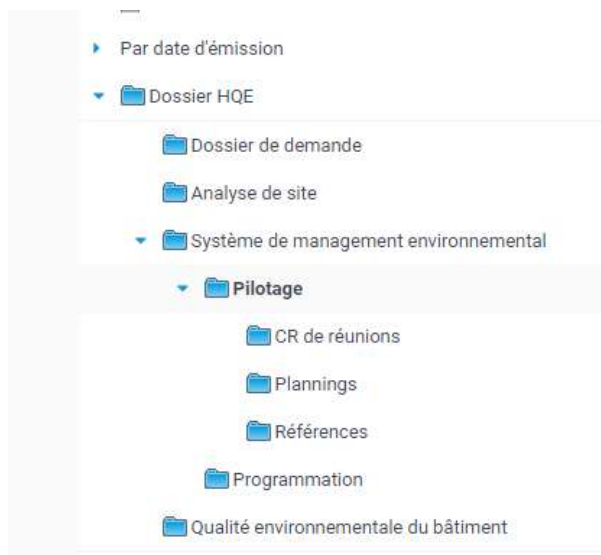 Par date d'émission
Dossier HQE
Dossier de demande
Analyse de site
Système de management environnemental
Pilotage
CR de réunions
Plannings
Références
Programmation
Qualité environnementale du bâtiment